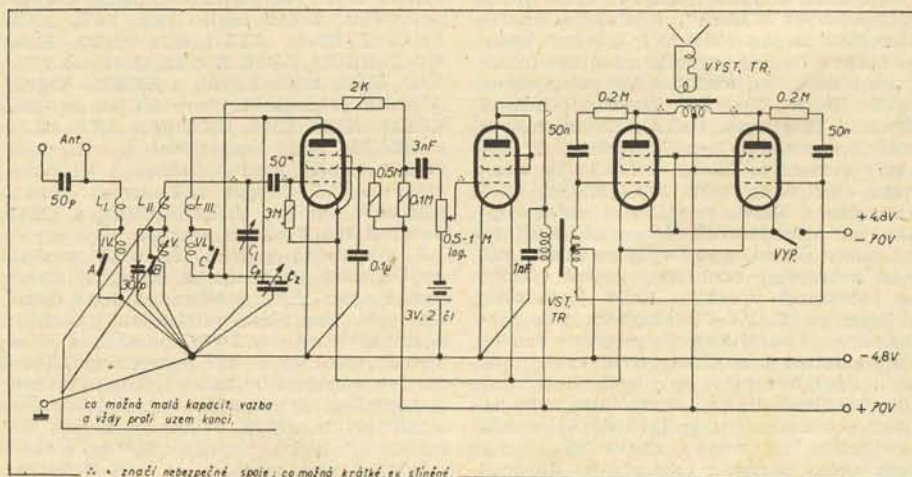 Ant
50p
L I.
L II
L III.
IV.
V.
VI.
A
B
C
30p
2K
50
3M
C1
C2
0.5M
0.1M
3nF
0.1µ
0.5-1 M
log.
3V. 2 čl
50n
1nF
VST.
TR.
VÝST. TR.
0.2M
0.2M
50n
+4,8V
-70V
VYP.
-4,8V
+70V
co možná malá kapacit. vazba
a vždy proti uzem konci.
značí nebezpečné spoje; co možná krátké, ev. stíněné